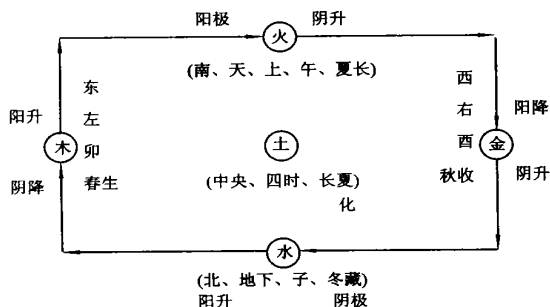 阳极 火 阴升
(南、天、上、午、夏长)
东
左
卯
春生
阳升
木
阴降
土
(中央、四时、长夏)
化
西
右
酉
秋收
阳降
金
阴升
水
(北、地下、子、冬藏)
阳升 阴极